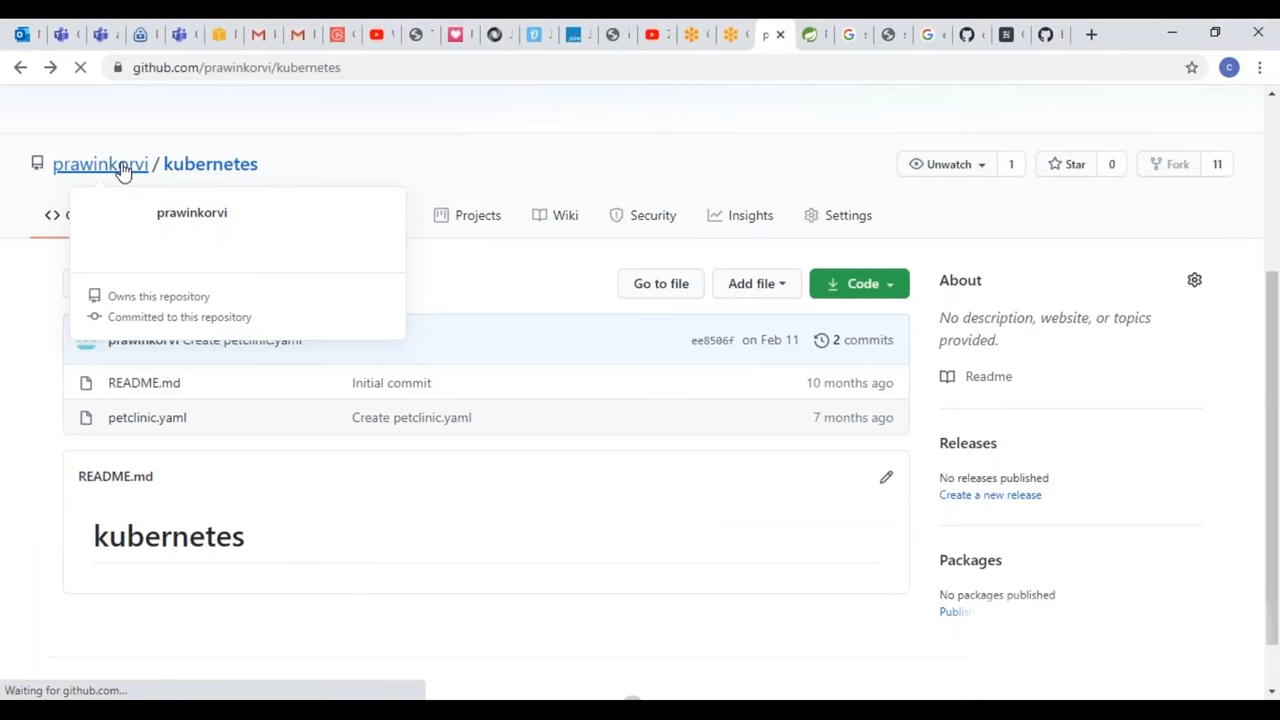 github.com/prawinkorvi/kubernetes
prawinkorvi / kubernetes
Unwatch 1
Star 0
Fork 11
prawinkorvi
Owns this repository
Committed to this repository
Projects
Wiki
Security
Insights
Settings
Go to file
Add file
Code
prawinkorvi Create petclinic.yaml
ee8506f on Feb 11
2 commits
README.md Initial commit 10 months ago
petclinic.yaml Create petclinic.yaml 7 months ago
README.md
kubernetes
About
No description, website, or topics
provided.
Readme
Releases
No releases published
Create a new release
Packages
No packages published
Waiting for github.com...